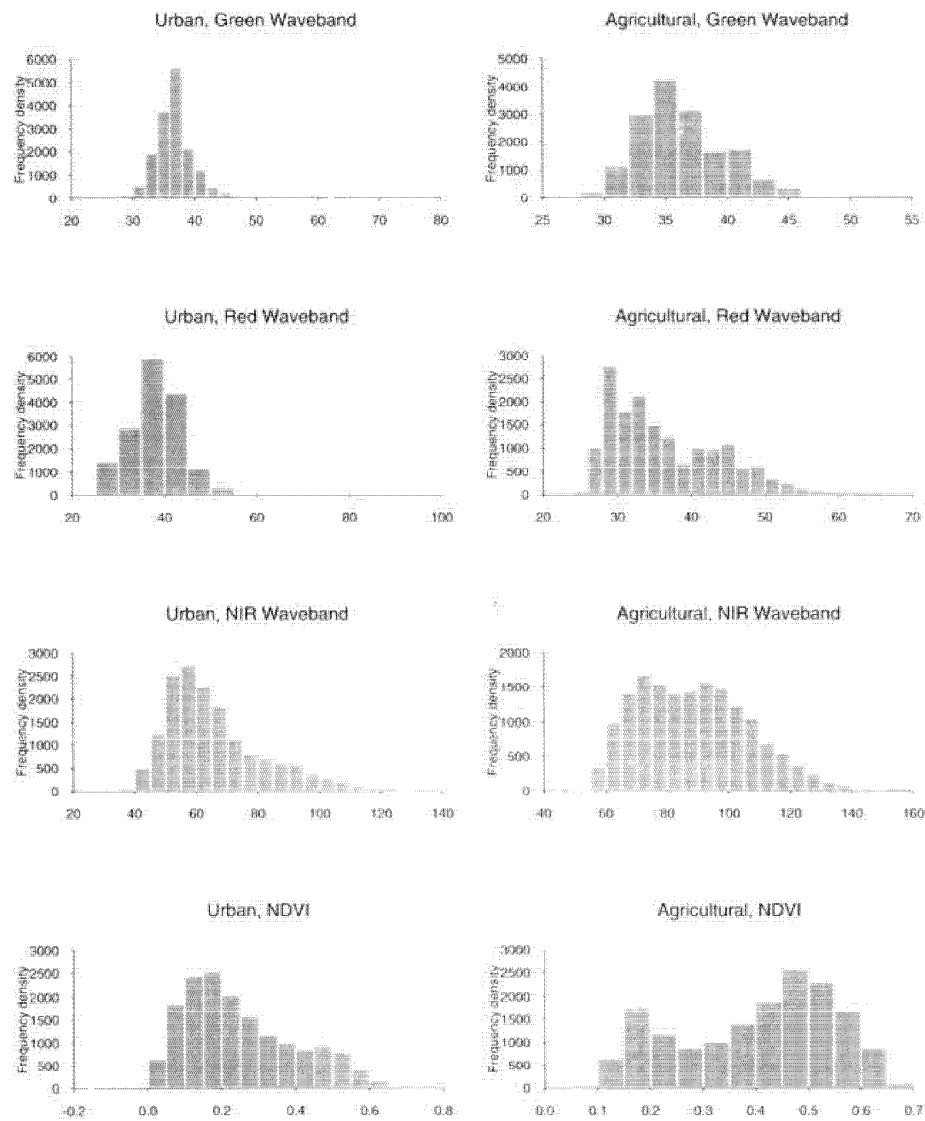 Urban, Green Waveband
Frequency density
6000
5000
4000
3000
2000
1000
0
20 30 40 50 60 70 80
Agricultural, Green Waveband
Frequency density
5000
4000
3000
2000
1000
0
25 30 35 40 45 50 55
Urban, Red Waveband
Frequency density
6000
5000
4000
3000
2000
1000
0
20 40 60 80 100
Agricultural, Red Waveband
Frequency density
3000
2500
2000
1500
1000
500
0
20 30 40 50 60 70
Urban, NIR Waveband
Frequency density
3000
2500
2000
1500
1000
500
0
20 40 60 80 100 120 140
Agricultural, NIR Waveband
Frequency density
2000
1500
1000
500
0
40 60 80 100 120 140 160
Urban, NDVI
Frequency density
3000
2500
2000
1500
1000
500
0
-0.2 0.0 0.2 0.4 0.6 0.8
Agricultural, NDVI
Frequency density
3000
2500
2000
1500
1000
500
0
0.0 0.1 0.2 0.3 0.4 0.5 0.6 0.7